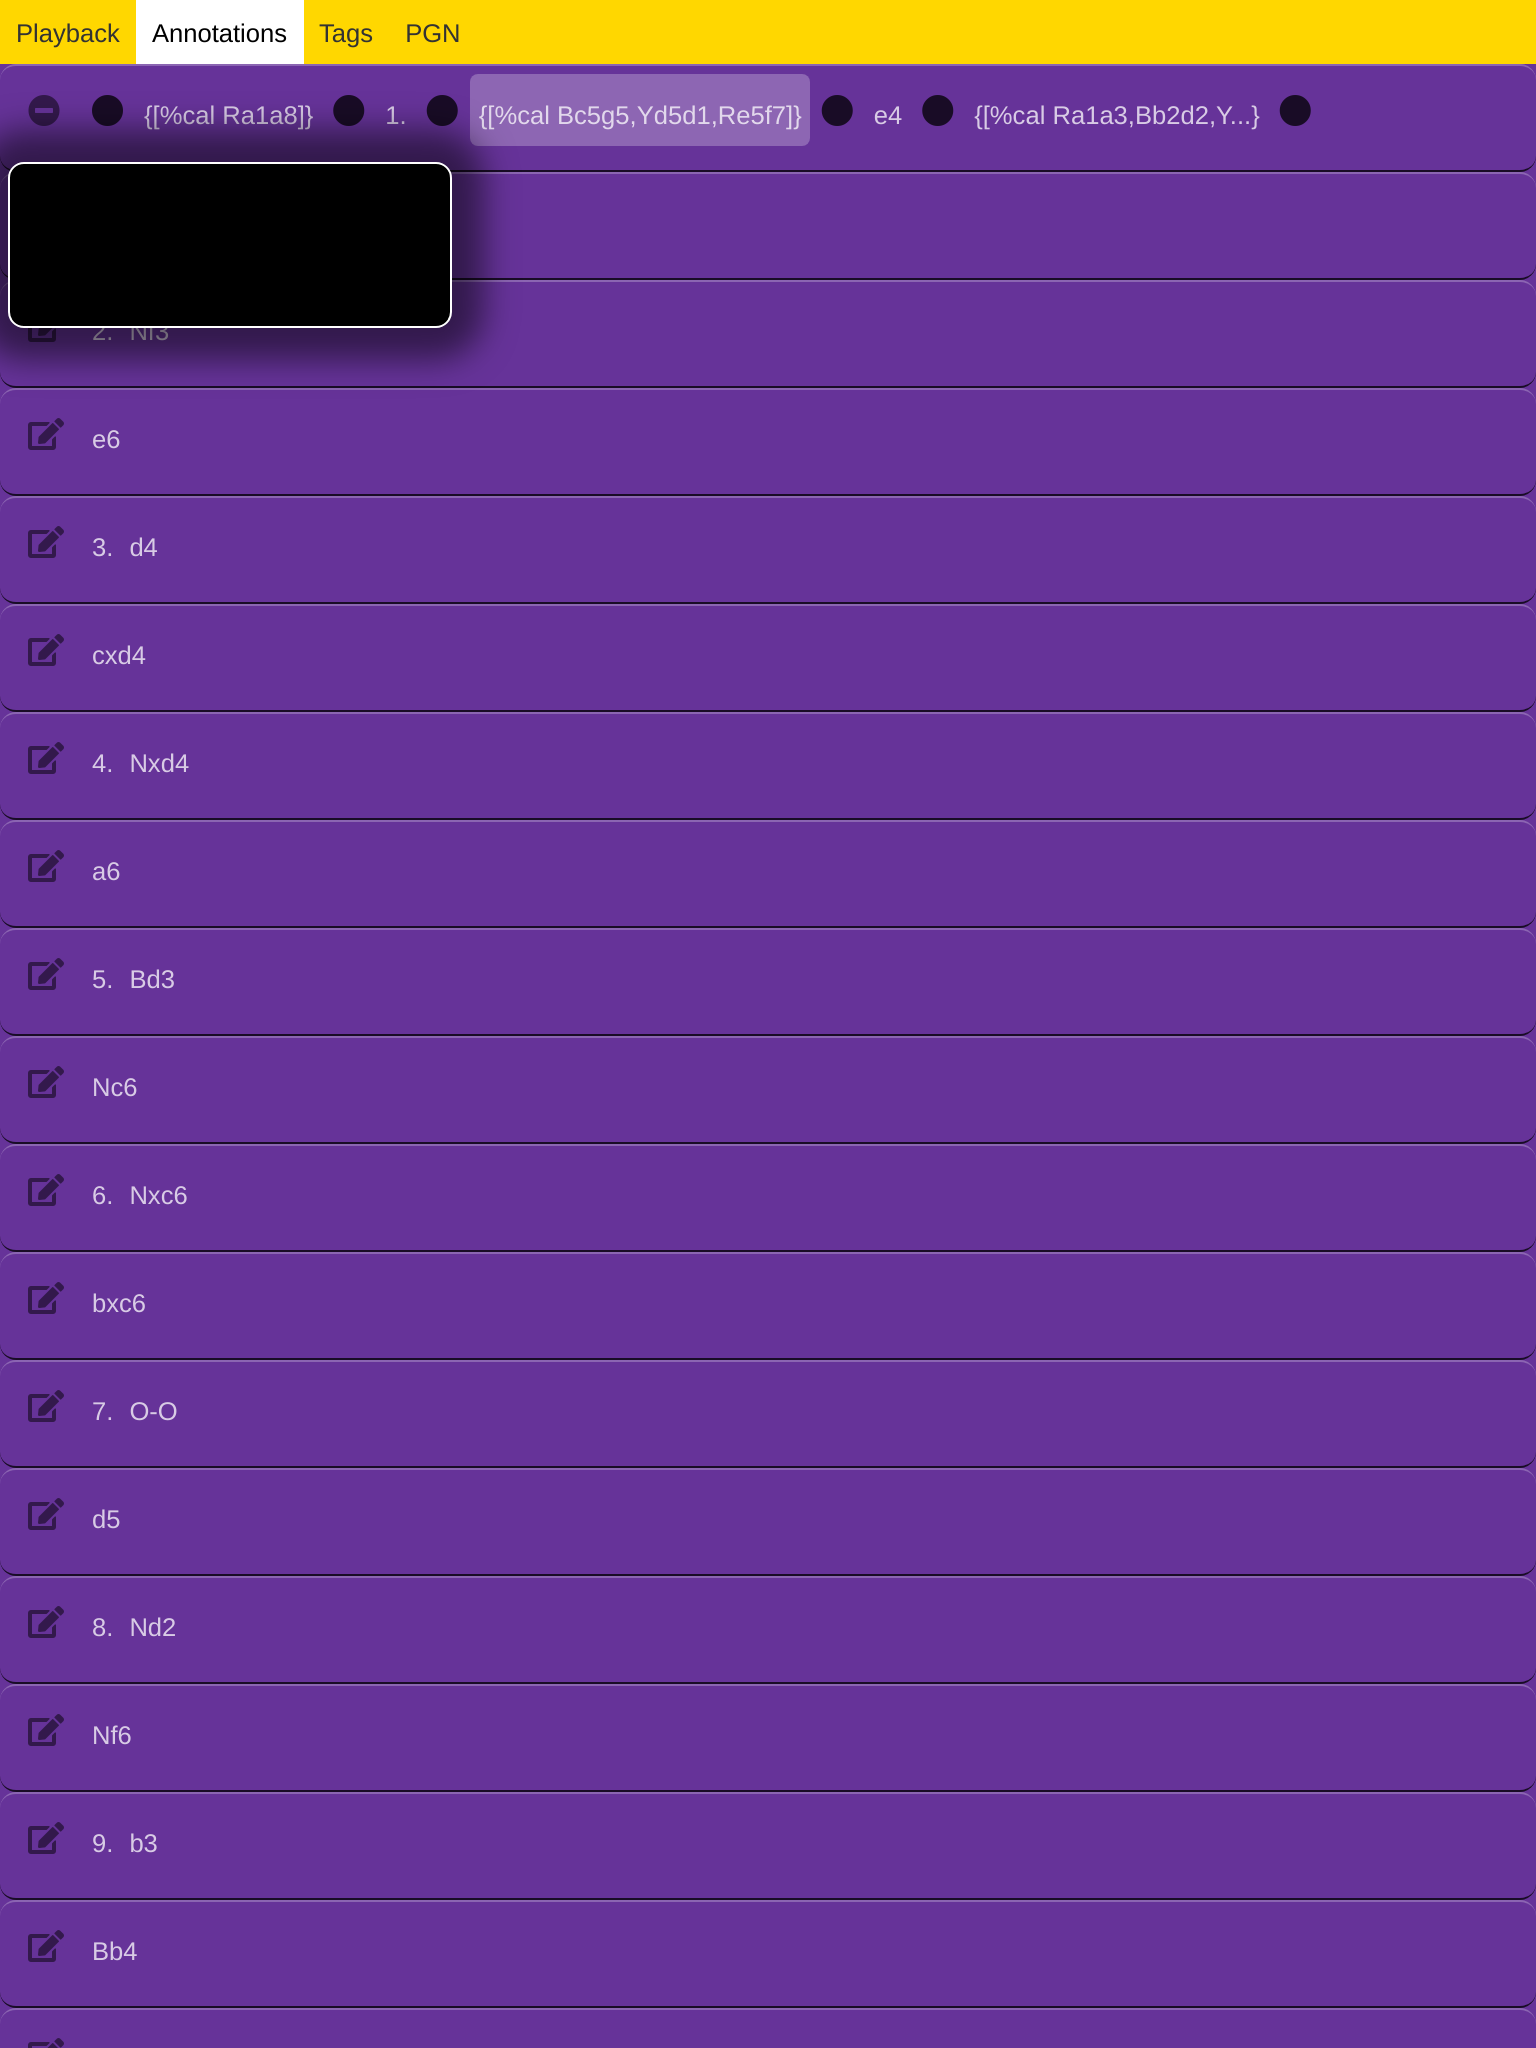 Playback Annotations Tags PGN
{[%cal Ra1a8]} 1. {[%cal Bc5g5,Yd5d1,Re5f7]} e4 {[%cal Ra1a3,Bb2d2,Y...}
2. Nf3
e6
3. d4
cxd4
4. Nxd4
a6
5. Bd3
Nc6
6. Nxc6
bxc6
7. O-O
d5
8. Nd2
Nf6
9. b3
Bb4